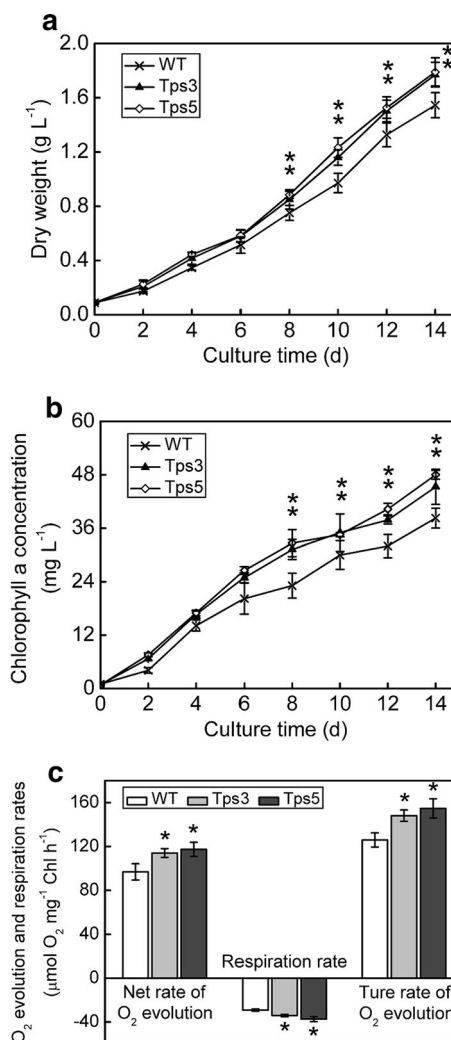 a
2.0
1.6
1.2
0.8
0.4
0.0
Dry weight (g L⁻¹)
WT
Tps3
Tps5
* *
* *
* *
* *
0 2 4 6 8 10 12 14
Culture time (d)
b
60
48
36
24
12
0
Chlorophyll a concentration
(mg L⁻¹)
WT
Tps3
Tps5
* *
* *
* *
* *
0 2 4 6 8 10 12 14
Culture time (d)
c
160
120
80
40
0
-40
O₂ evolution and respiration rates
(μmol O₂ mg⁻¹ Chl h⁻¹)
WT Tps3 Tps5
* *
* *
* *
Respiration rate
Net rate of
O₂ evolution
Ture rate of
O₂ evolution